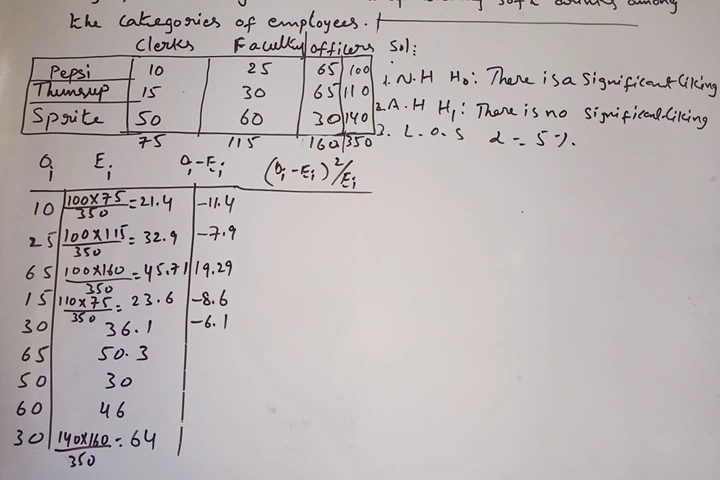 the categories of employees.
Clerks Faculty officers Sol:
Pepsi 10 25 65 100
Thumsup 15 30 65 110
Sprite 50 60 30 140
75 115 160 350
1. N.H H₀: There is a Significant liking
2. A.H H₁: There is no Significant liking
3. L.O.S α = 5%.
Oi Ei Oi-Ei (Oi-Ei)²/Ei
10 100×75/350 = 21.4 -11.4
25 100×115/350 = 32.9 -7.9
65 100×160/350 = 45.71 19.29
15 110×75/350 = 23.6 -8.6
30 36.1 -6.1
65 50.3
50 30
60 46
30 140×160/350 = 64